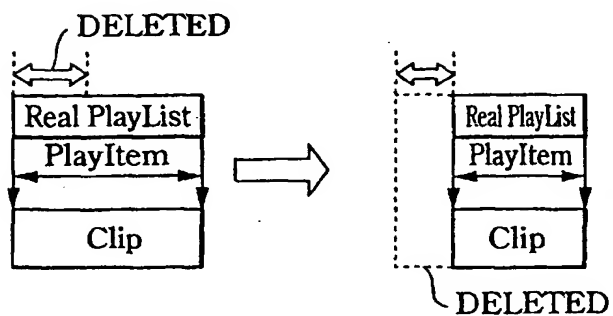 DELETED
Real PlayList
PlayItem
Clip
Real PlayList
PlayItem
Clip
DELETED